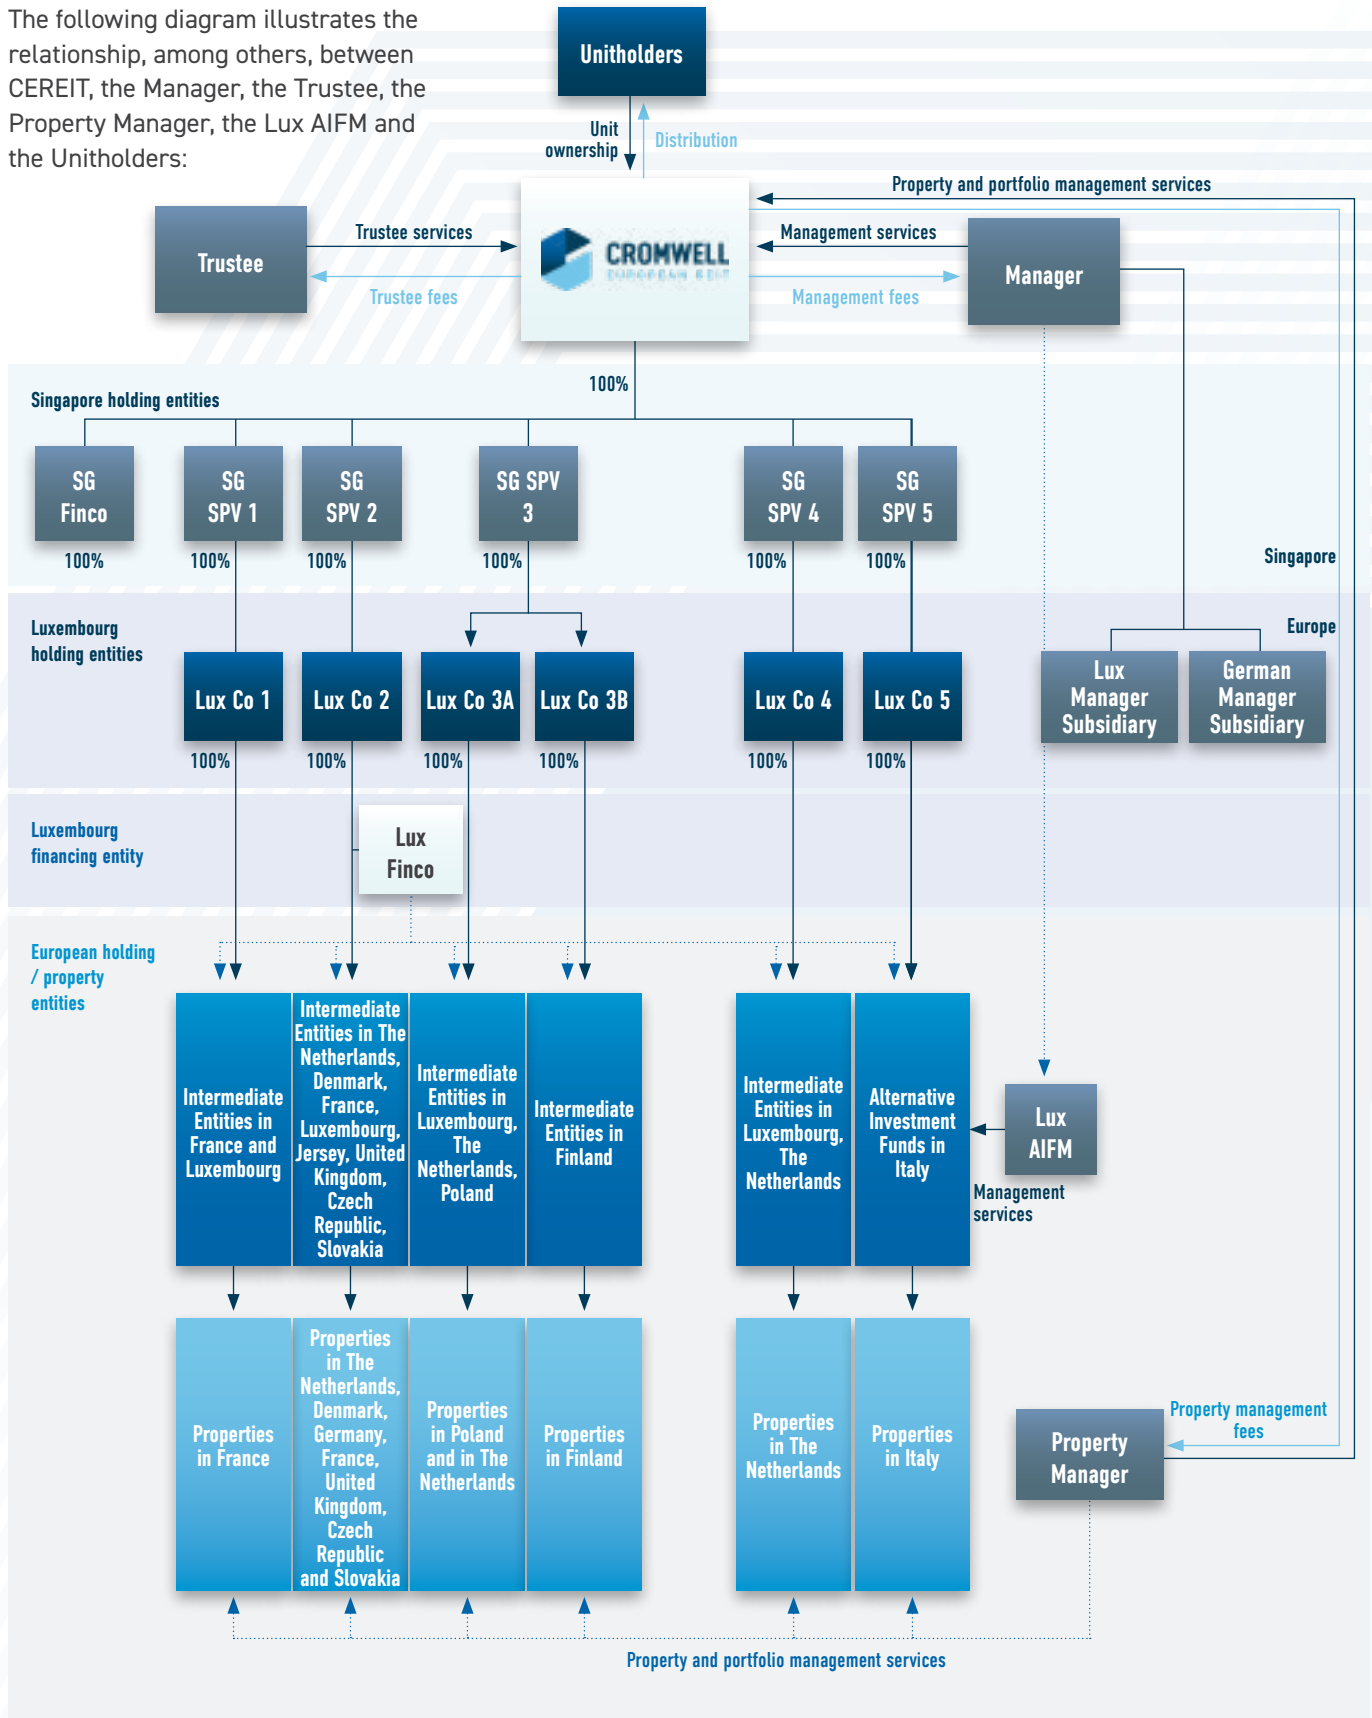 The following diagram illustrates the
relationship, among others, between
CEREIT, the Manager, the Trustee, the
Property Manager, the Lux AIFM and
the Unitholders:
Unitholders
Unit
ownership
Distribution
Property and portfolio management services
Trustee
Trustee services
Trustee fees
CROMWELL
EUROPEAN REIT
Management services
Management fees
Manager
100%
Singapore holding entities
SG
Finco
SG
SPV 1
SG
SPV 2
SG SPV
3
SG
SPV 4
SG
SPV 5
100%
100%
100%
100%
100%
100%
Singapore
Europe
Luxembourg
holding entities
Lux Co 1
Lux Co 2
Lux Co 3A
Lux Co 3B
Lux Co 4
Lux Co 5
Lux
Manager
Subsidiary
German
Manager
Subsidiary
100%
100%
100%
100%
100%
100%
Luxembourg
financing entity
Lux
Finco
European holding
/ property
entities
Intermediate
Entities in
France and
Luxembourg
Intermediate
Entities in The
Netherlands,
Denmark,
France,
Luxembourg,
Jersey, United
Kingdom,
Czech
Republic,
Slovakia
Intermediate
Entities in
Luxembourg,
The
Netherlands,
Poland
Intermediate
Entities in
Finland
Intermediate
Entities in
Luxembourg,
The
Netherlands
Alternative
Investment
Funds in
Italy
Lux
AIFM
Management
services
Properties
in France
Properties
in The
Netherlands,
Denmark,
Germany,
France,
United
Kingdom,
Czech
Republic
and Slovakia
Properties
in Poland
and in The
Netherlands
Properties
in Finland
Properties
in The
Netherlands
Properties
in Italy
Property
Manager
Property management
fees
Property and portfolio management services